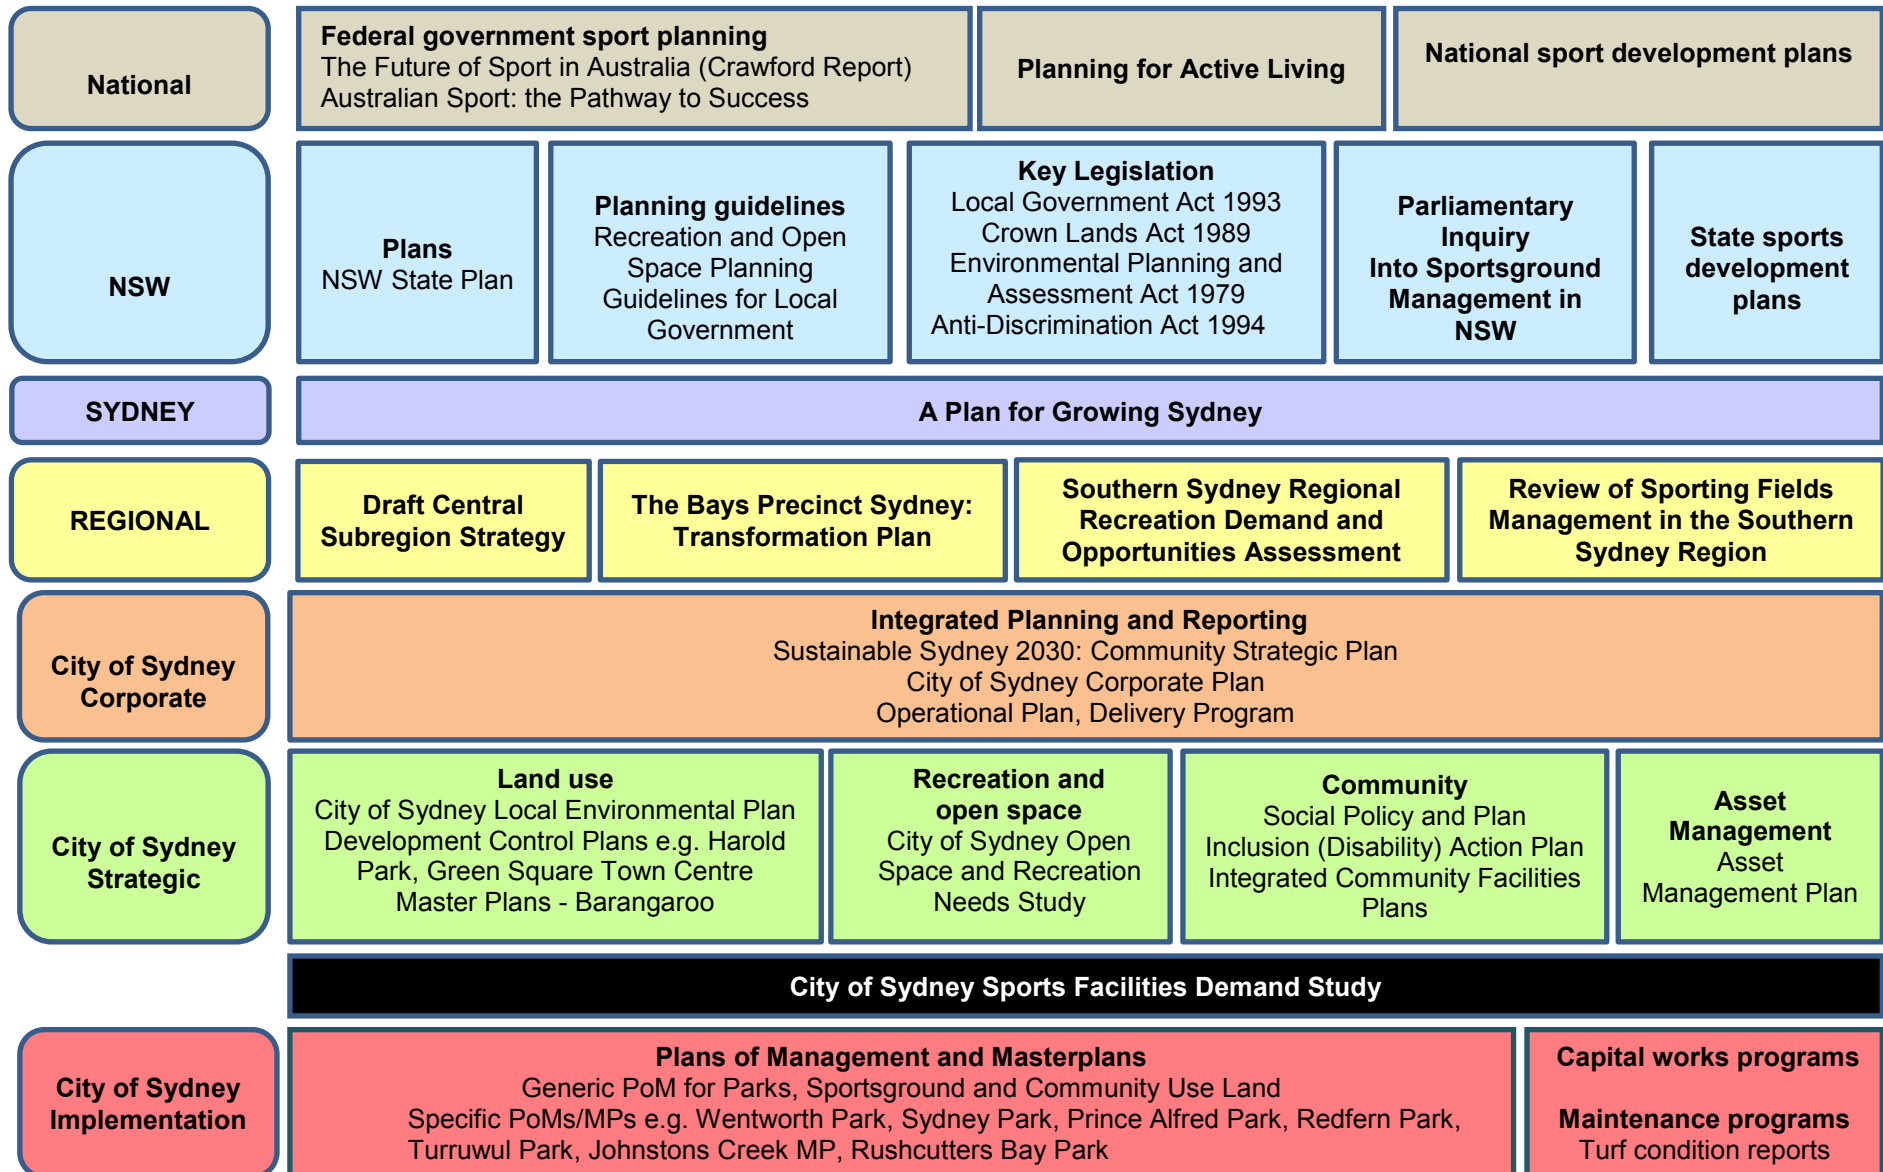 National
Federal government sport planning
The Future of Sport in Australia (Crawford Report)
Australian Sport: the Pathway to Success
Planning for Active Living
National sport development plans
NSW
Plans
NSW State Plan
Planning guidelines
Recreation and Open
Space Planning
Guidelines for Local
Government
Key Legislation
Local Government Act 1993
Crown Lands Act 1989
Environmental Planning and
Assessment Act 1979
Anti-Discrimination Act 1994
Parliamentary
Inquiry
Into Sportsground
Management in
NSW
State sports
development
plans
SYDNEY
A Plan for Growing Sydney
REGIONAL
Draft Central
Subregion Strategy
The Bays Precinct Sydney:
Transformation Plan
Southern Sydney Regional
Recreation Demand and
Opportunities Assessment
Review of Sporting Fields
Management in the Southern
Sydney Region
City of Sydney
Corporate
Integrated Planning and Reporting
Sustainable Sydney 2030: Community Strategic Plan
City of Sydney Corporate Plan
Operational Plan, Delivery Program
City of Sydney
Strategic
Land use
City of Sydney Local Environmental Plan
Development Control Plans e.g. Harold
Park, Green Square Town Centre
Master Plans - Barangaroo
Recreation and
open space
City of Sydney Open
Space and Recreation
Needs Study
Community
Social Policy and Plan
Inclusion (Disability) Action Plan
Integrated Community Facilities
Plans
Asset
Management
Asset
Management Plan
City of Sydney Sports Facilities Demand Study
City of Sydney
Implementation
Plans of Management and Masterplans
Generic PoM for Parks, Sportsground and Community Use Land
Specific PoMs/MPs e.g. Wentworth Park, Sydney Park, Prince Alfred Park, Redfern Park,
Turruwul Park, Johnstons Creek MP, Rushcutters Bay Park
Capital works programs
Maintenance programs
Turf condition reports